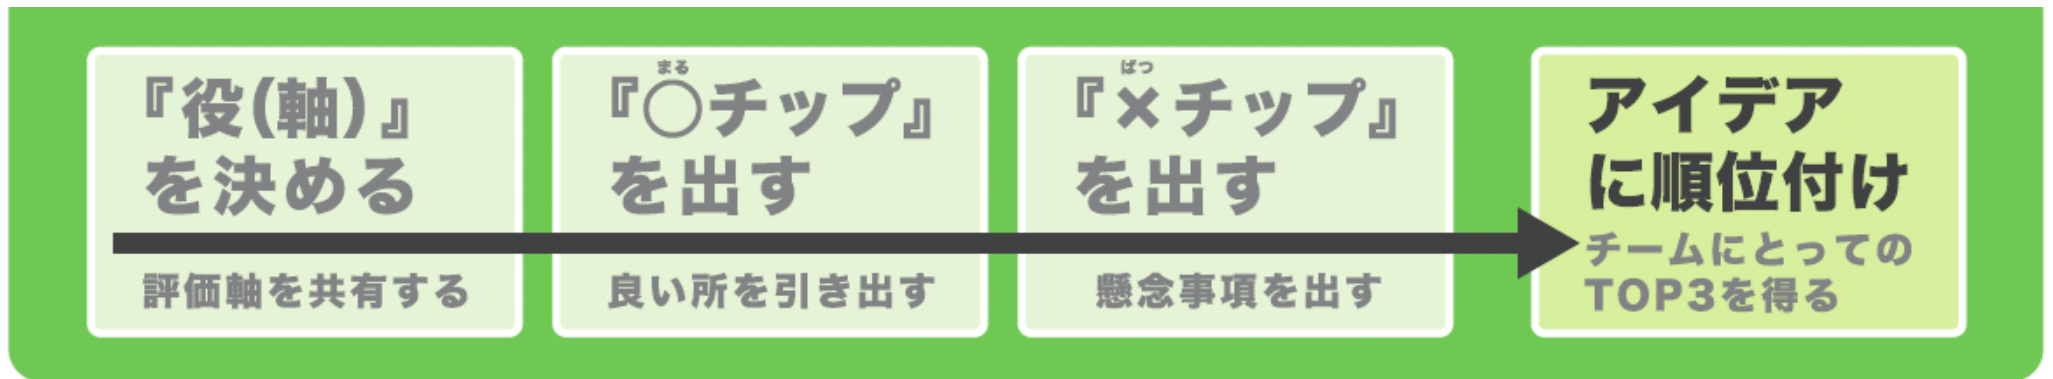 『役(軸)』
を決める
評価軸を共有する
まる
『○チップ』
を出す
良い所を引き出す
ばつ
『×チップ』
を出す
懸念事項を出す
アイデア
に順位付け
チームにとっての
TOP3を得る